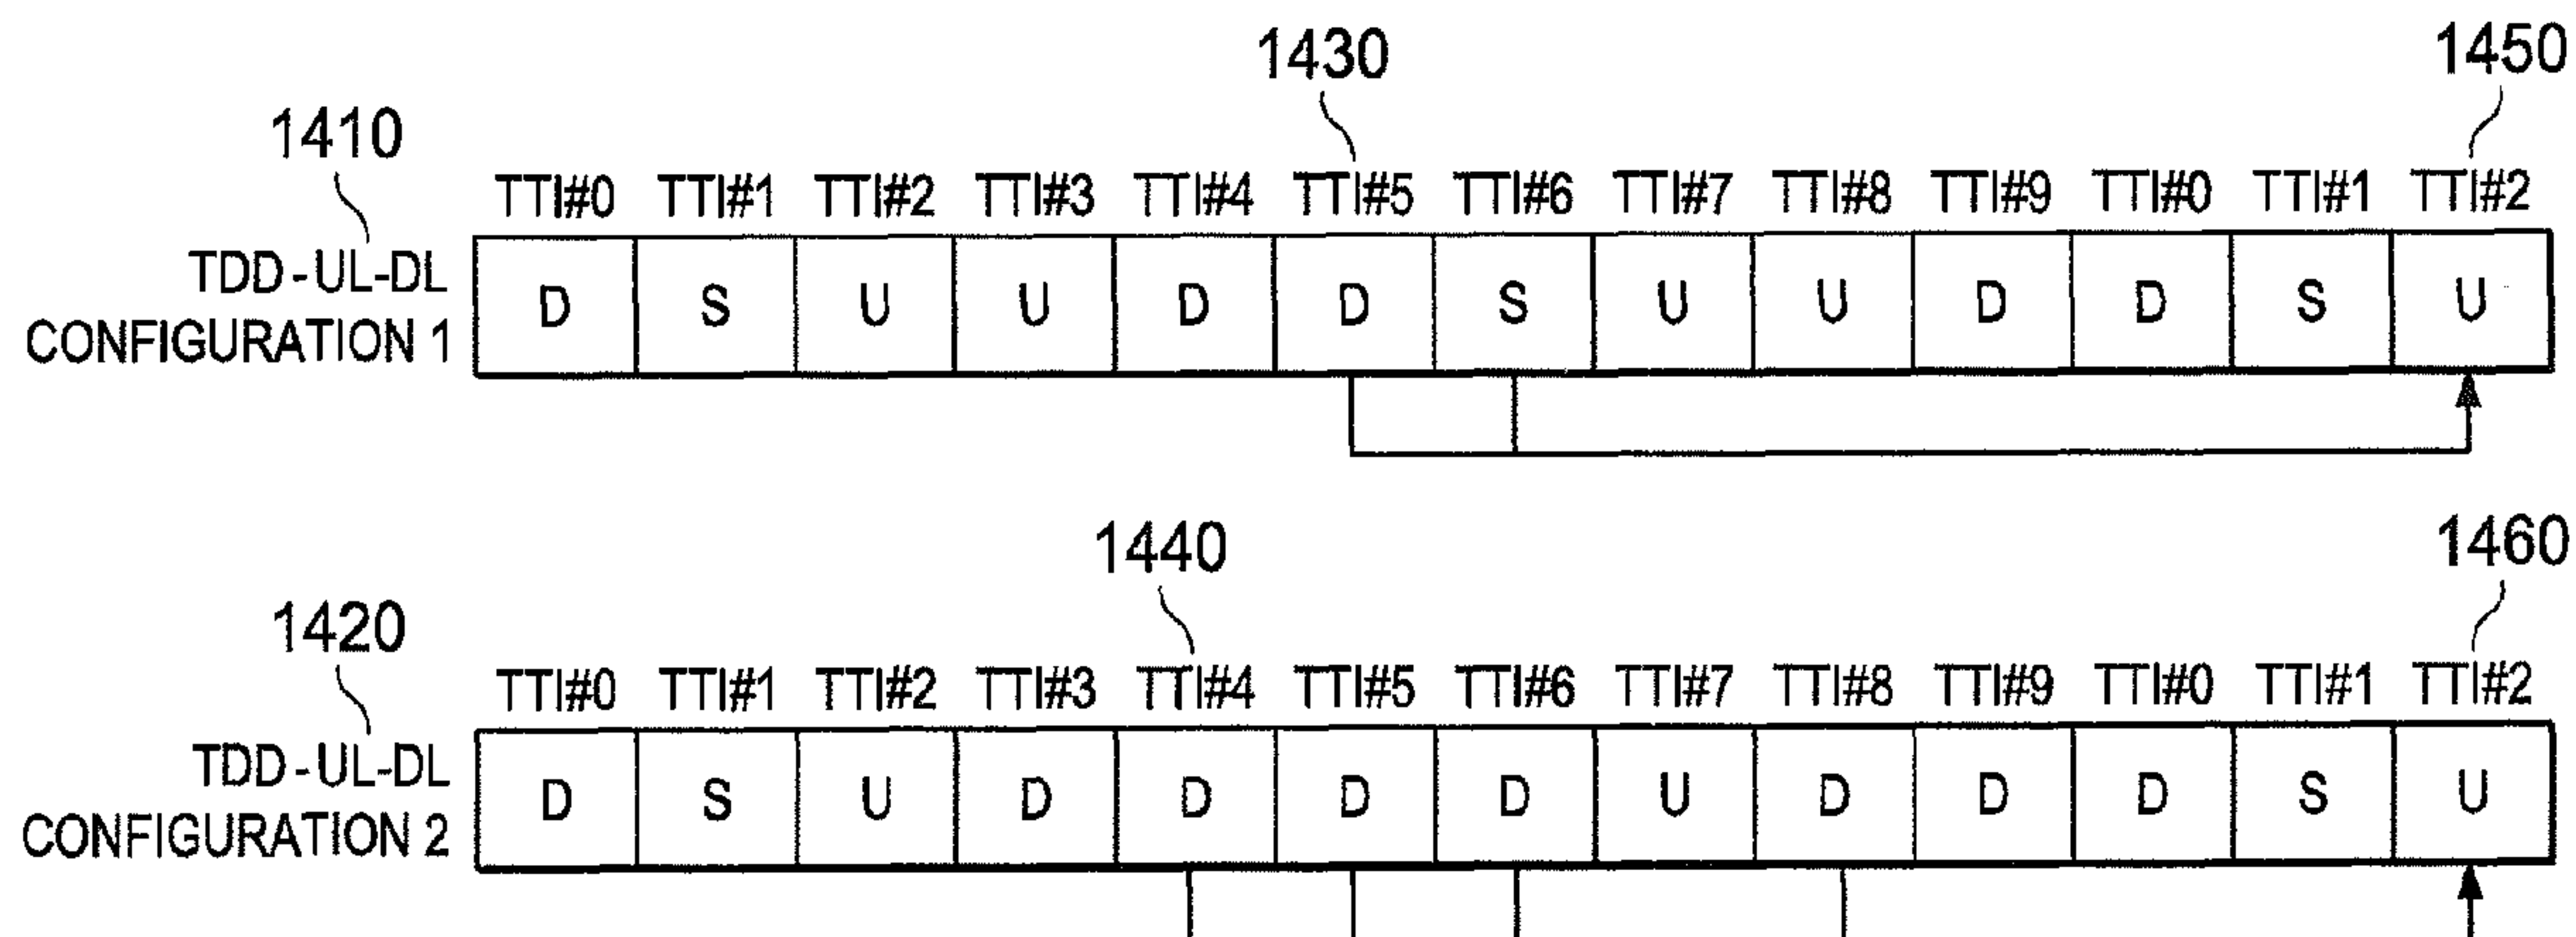 1430
1450
1410
TTI#0 TTI#1 TTI#2 TTI#3 TTI#4 TTI#5 TTI#6 TTI#7 TTI#8 TTI#9 TTI#0 TTI#1 TTI#2
TDD-UL-DL
CONFIGURATION 1
D S U U D D S U U D D S U
1440
1460
1420
TTI#0 TTI#1 TTI#2 TTI#3 TTI#4 TTI#5 TTI#6 TTI#7 TTI#8 TTI#9 TTI#0 TTI#1 TTI#2
TDD-UL-DL
CONFIGURATION 2
D S U D D D D U D D D S U